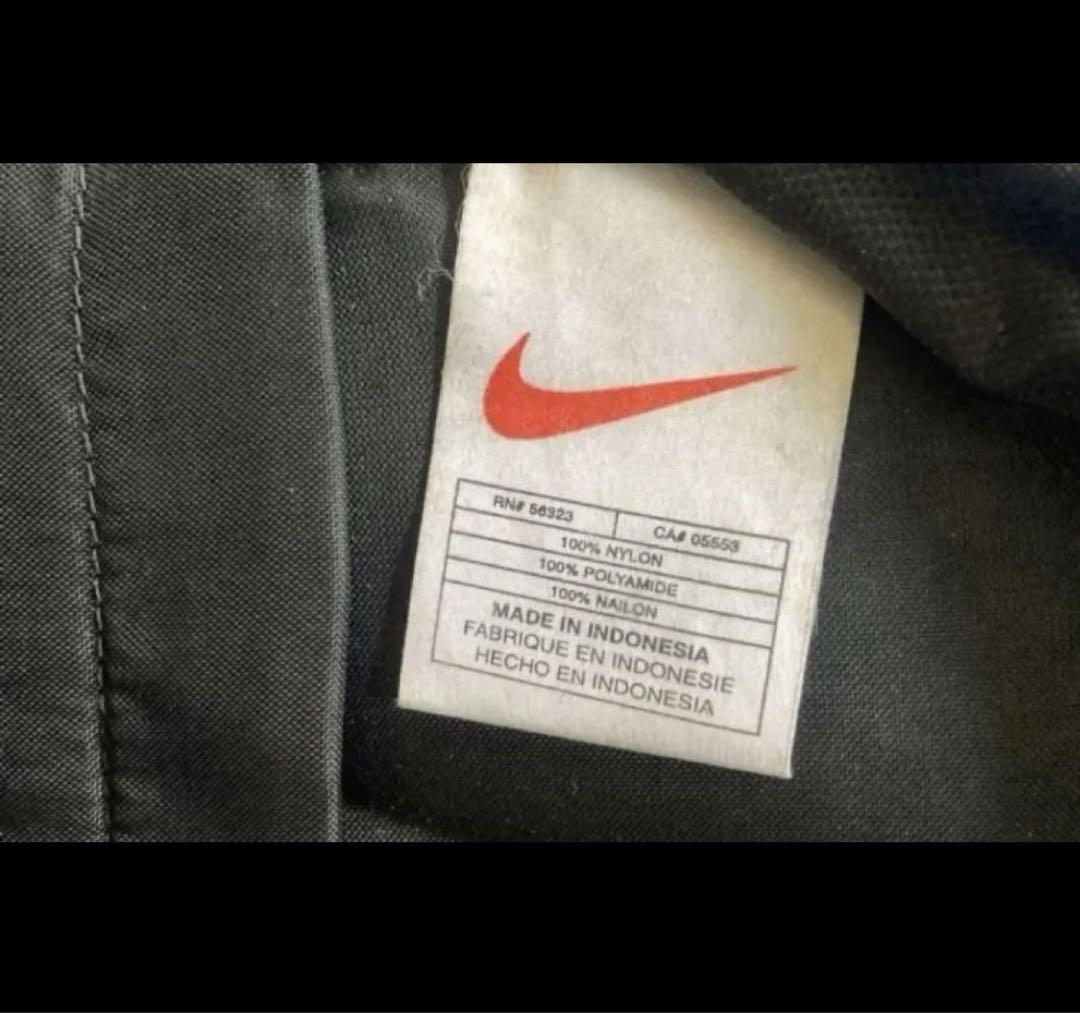 RN# 56323
CA# 05553
100% NYLON
100% POLYAMIDE
100% NAILON
MADE IN INDONESIA
FABRIQUE EN INDONESIE
HECHO EN INDONESIA